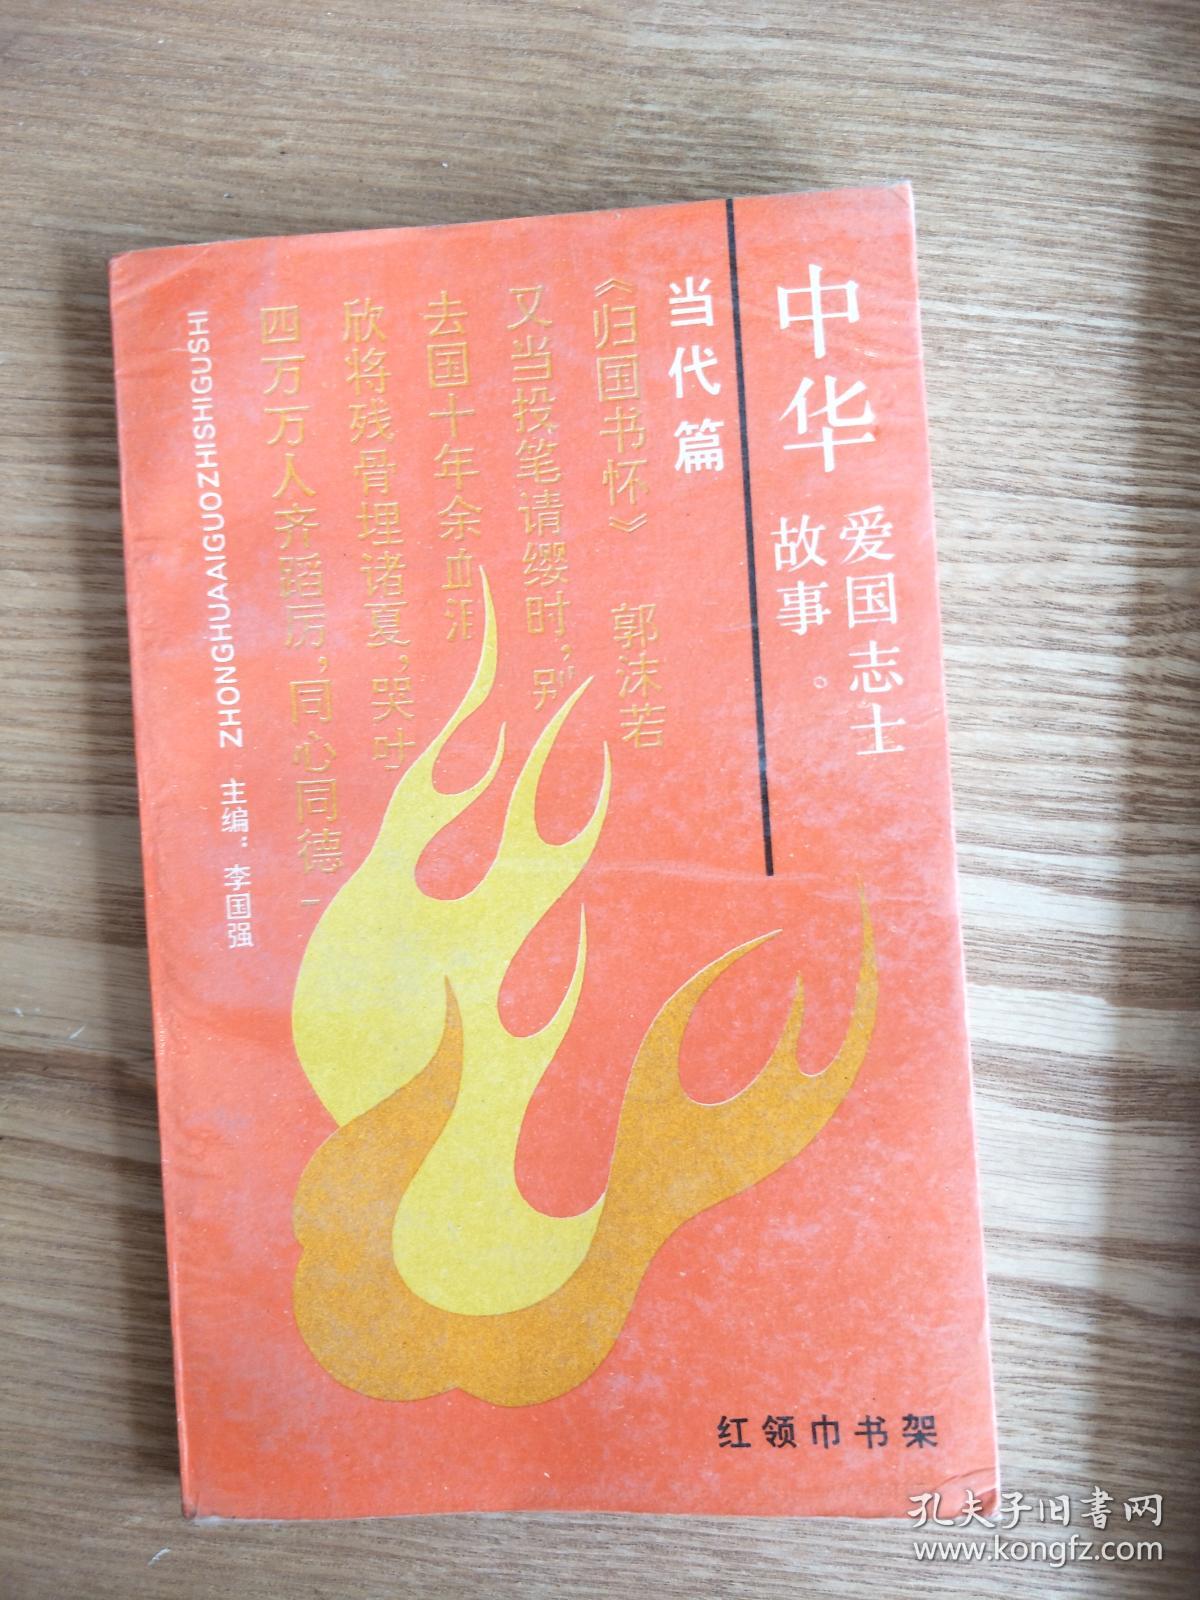 中华
爱国志士
故事。
当代篇
《归国书怀》 郭沫若
又当投笔请缨时，别
去国十年余血泪
欣将残骨埋诸夏，哭吐
四万万人齐蹈厉，同心同德一
ZHONGHUAAIGUOZHISHIGUSHI
主编：李国强
红领巾书架
孔夫子旧书网
www.kongfz.com